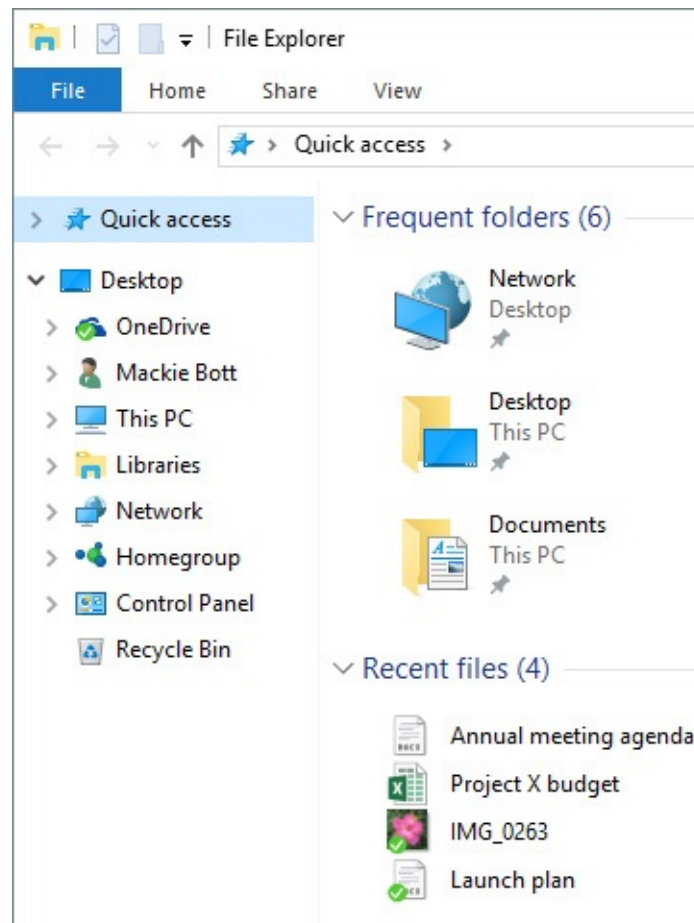 File Explorer
File Home Share View
Quick access
Quick access
Desktop
OneDrive
Mackie Bott
This PC
Libraries
Network
Homegroup
Control Panel
Recycle Bin
Frequent folders (6)
Network
Desktop
Desktop
This PC
Documents
This PC
Recent files (4)
Annual meeting agenda
Project X budget
IMG_0263
Launch plan